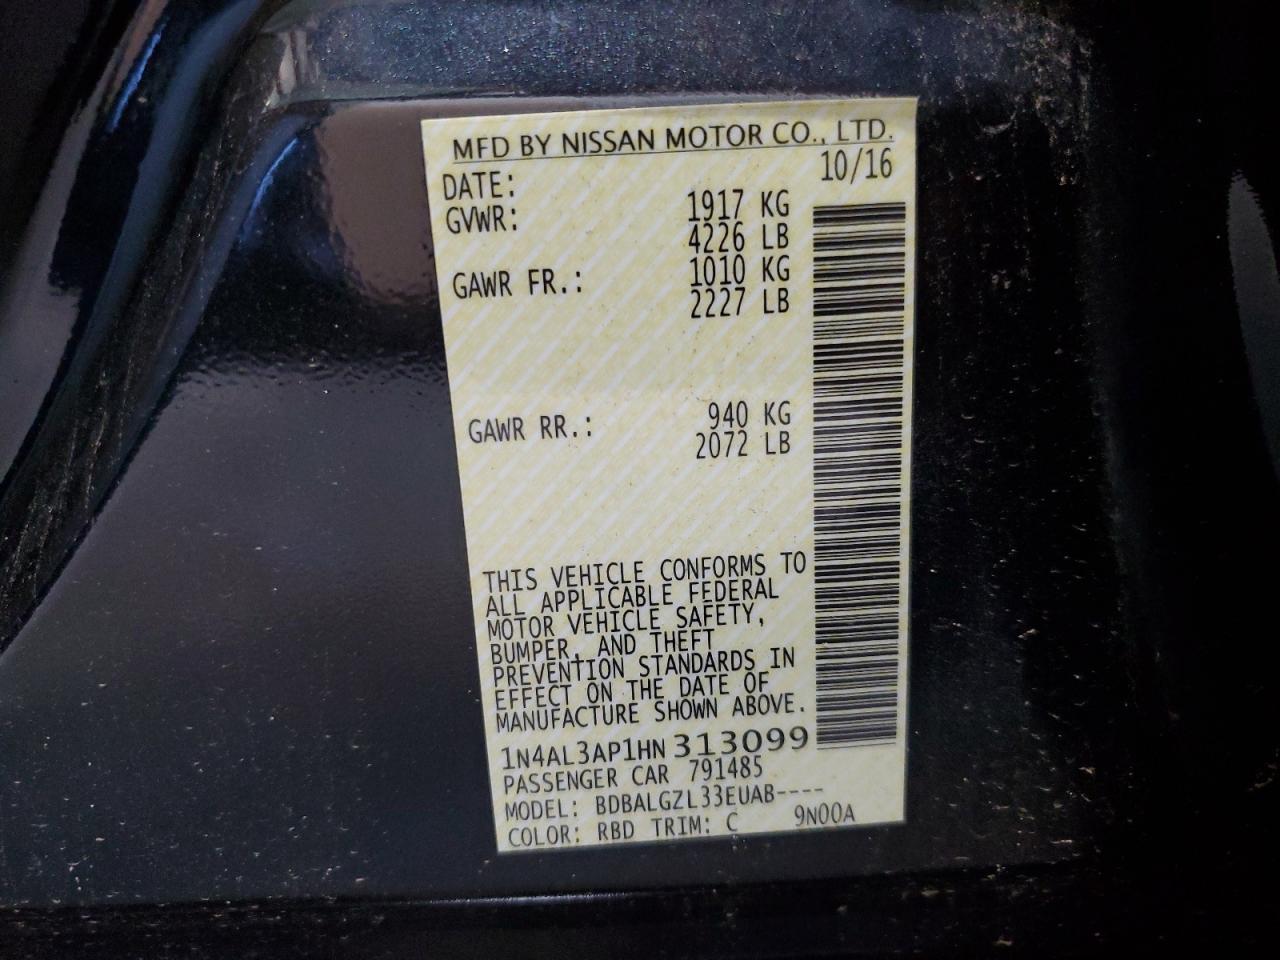 MFD BY NISSAN MOTOR CO., LTD.
DATE: 10/16
GVWR: 1917 KG
4226 LB
GAWR FR.: 1010 KG
2227 LB
GAWR RR.: 940 KG
2072 LB
THIS VEHICLE CONFORMS TO
ALL APPLICABLE FEDERAL
MOTOR VEHICLE SAFETY,
BUMPER, AND THEFT
PREVENTION STANDARDS IN
EFFECT ON THE DATE OF
MANUFACTURE SHOWN ABOVE.
1N4AL3AP1HN313099
PASSENGER CAR 791485
MODEL: BDBALGZL33EUAB----
COLOR: RBD TRIM: C 9N00A